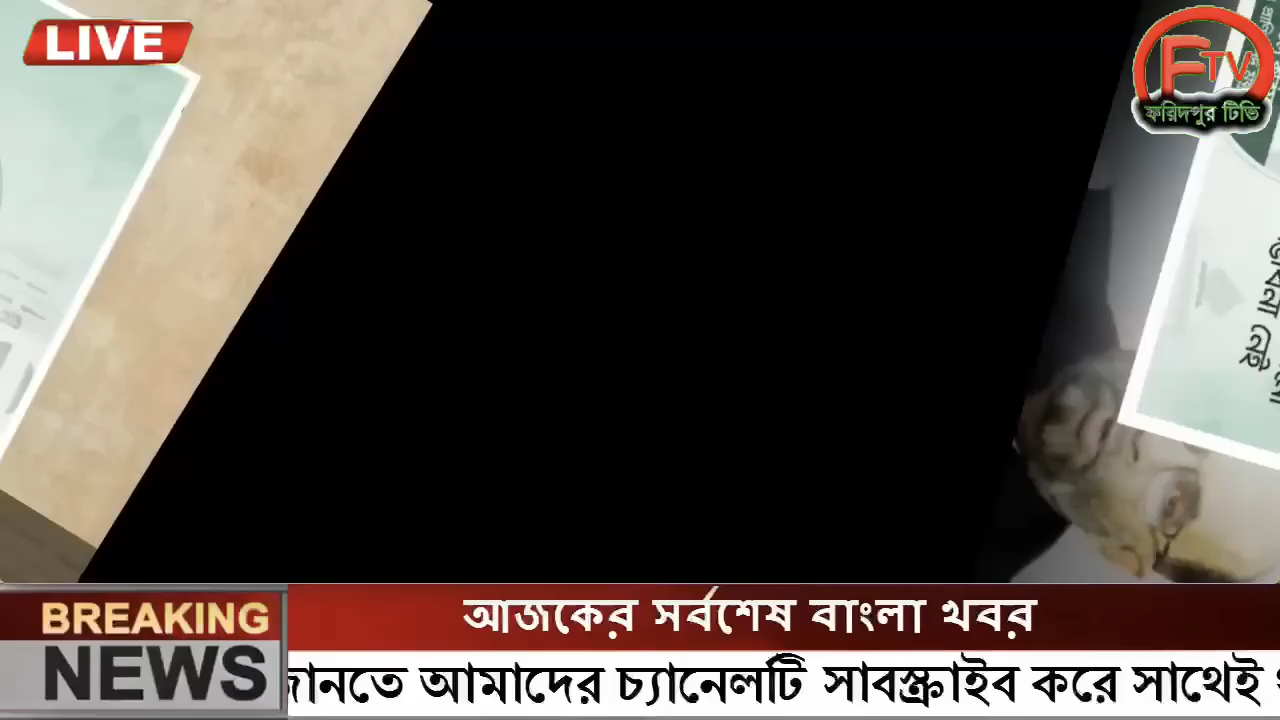 LIVE
FTV
ফরিদপুর টিভি
নেই
BREAKING
NEWS
আজকের সর্বশেষ বাংলা খবর
জানতে আমাদের চ্যানেলটি সাবস্ক্রাইব করে সাথেই